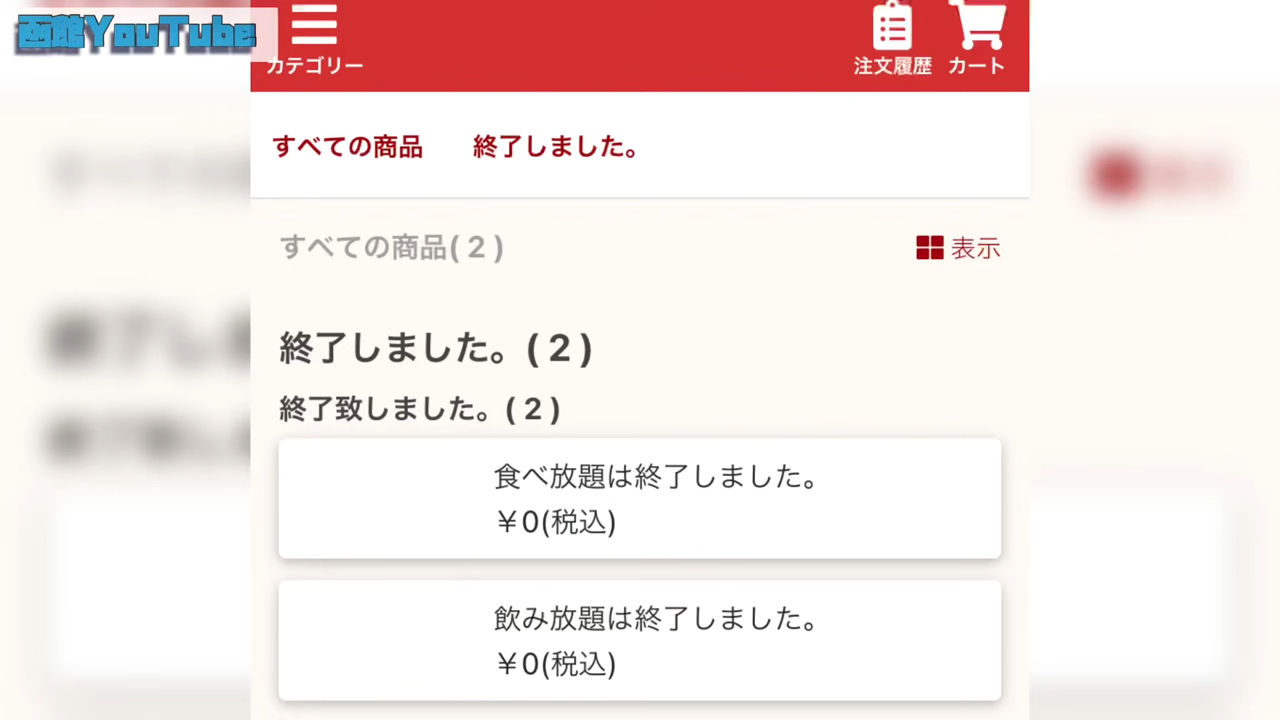 函館YouTube
カテゴリー
注文履歴
カート
すべての商品 終了しました。
すべての商品( 2 )
表示
終了しました。( 2 )
終了致しました。( 2 )
食べ放題は終了しました。
￥0(税込)
飲み放題は終了しました。
￥0(税込)